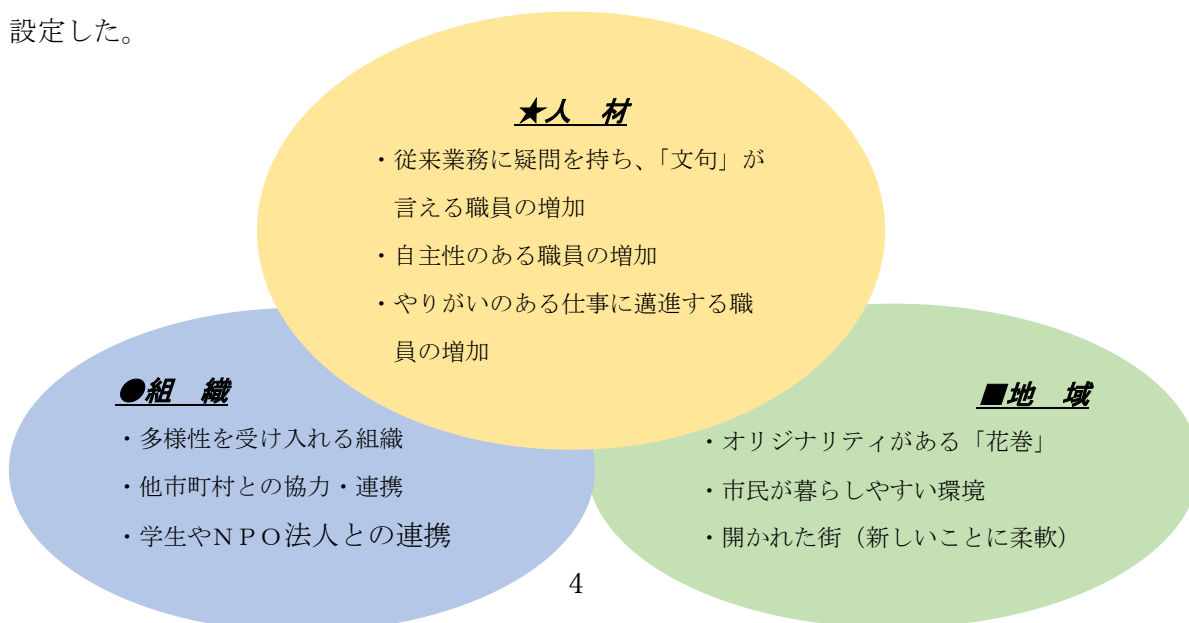 設定した。
★人　材
・従来業務に疑問を持ち、「文句」が
言える職員の増加
・自主性のある職員の増加
・やりがいのある仕事に邁進する職
員の増加
●組　織
・多様性を受け入れる組織
・他市町村との協力・連携
・学生やＮＰＯ法人との連携
■地　域
・オリジナリティがある「花巻」
・市民が暮らしやすい環境
・開かれた街（新しいことに柔軟）
4